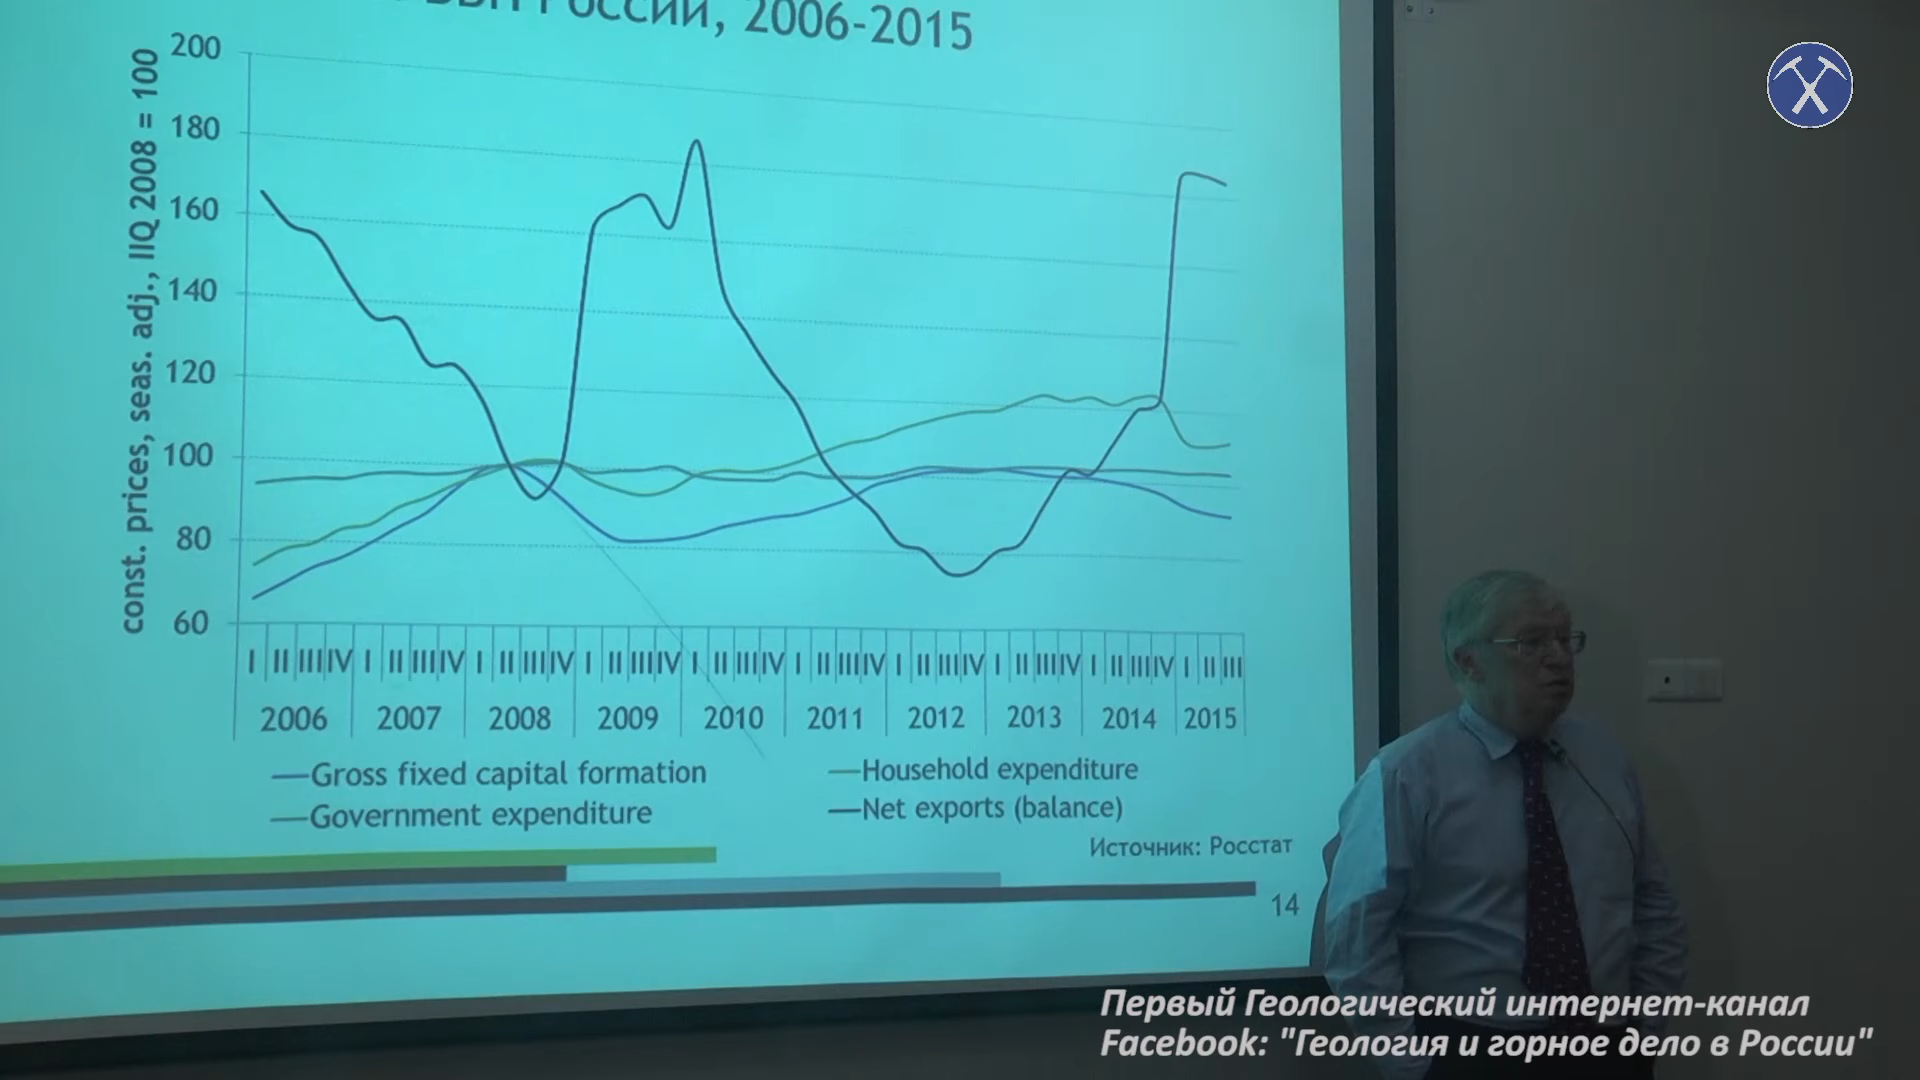 России, 2006-2015
const. prices, seas. adj., IIQ 2008 = 100
200
180
160
140
120
100
80
60
I II III IV I II III IV I II III IV I II III IV I II III IV I II III IV I II III IV I II III IV I II III IV I II III
2006 2007 2008 2009 2010 2011 2012 2013 2014 2015
Gross fixed capital formation
Household expenditure
Government expenditure
Net exports (balance)
Источник: Росстат
14
Первый Геологический интернет-канал
Facebook: "Геология и горное дело в России"